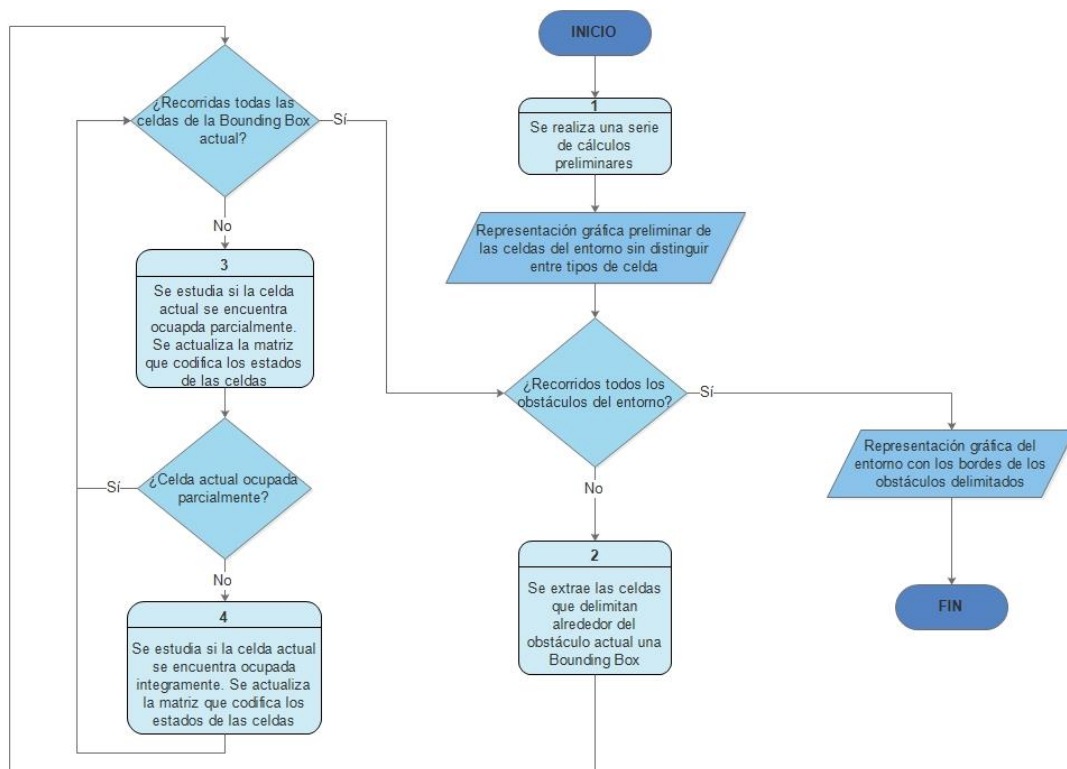 INICIO
1
Se realiza una serie
de cálculos
preliminares
Representación gráfica preliminar de
las celdas del entorno sin distinguir
entre tipos de celda
¿Recorridos todos los
obstáculos del entorno?
Sí
No
Representación gráfica del
entorno con los bordes de los
obstáculos delimitados
FIN
2
Se extrae las celdas
que delimitan
alrededor del
obstáculo actual una
Bounding Box
¿Recorridas todas las
celdas de la Bounding Box
actual?
Sí
No
3
Se estudia si la celda
actual se encuentra
ocuapda parcialmente.
Se actualiza la matriz
que codifica los estados
de las celdas
¿Celda actual ocupada
parcialmente?
Sí
No
4
Se estudia si la celda actual
se encuentra ocupada
integramente. Se actualiza
la matriz que codifica los
estados de las celdas